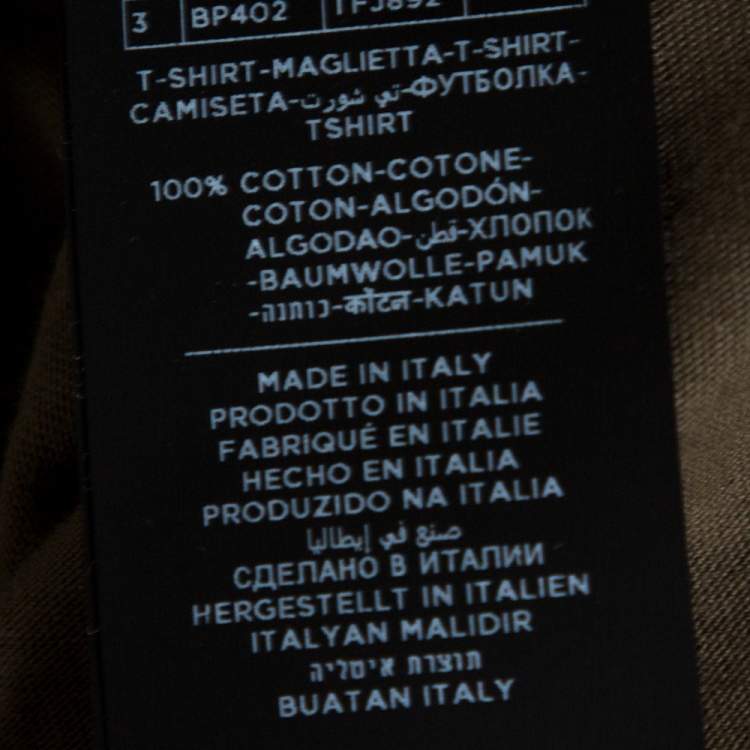 3 BP402 TFJ892
T-SHIRT-MAGLIETTA-T-SHIRT-
CAMISETA-تي شورت-ФУТБОЛКА-
TSHIRT
100% COTTON-COTONE-
COTON-ALGODÓN-
ALGODAO-قطن-ХЛОПОК
-BAUMWOLLE-PAMUK
-כותנה-कॉटन-KATUN
MADE IN ITALY
PRODOTTO IN ITALIA
FABRIQUÉ EN ITALIE
HECHO EN ITALIA
PRODUZIDO NA ITALIA
صنع في إيطاليا
СДЕЛАНО В ИТАЛИИ
HERGESTELLT IN ITALIEN
ITALYAN MALIDIR
תוצרת איטליה
BUATAN ITALY